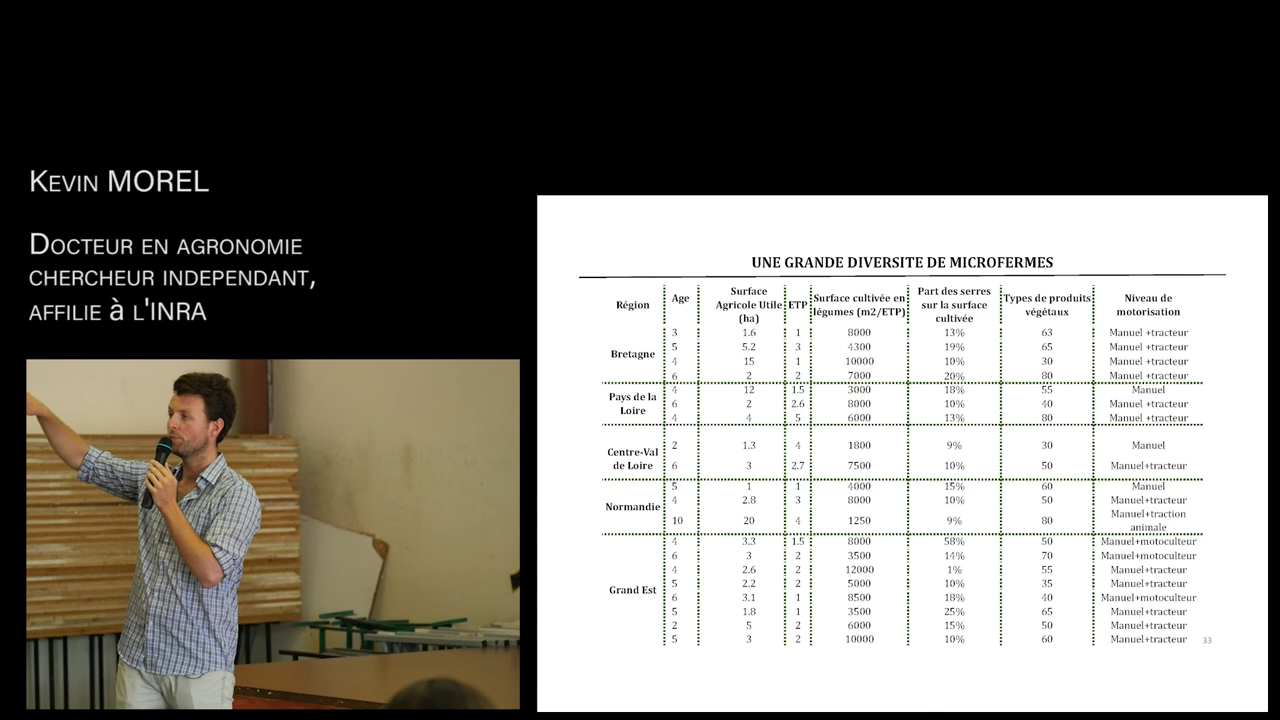 Kevin MOREL
Docteur en agronomie
chercheur independant,
affilie à l'INRA
UNE GRANDE DIVERSITE DE MICROFERMES
Région Age Surface Agricole Utile (ha) ETP Surface cultivée en légumes (m2/ETP) Part des serres sur la surface cultivée Types de produits végétaux Niveau de motorisation
Bretagne
3 1.6 1 8000 13% 63 Manuel +tracteur
5 5.2 3 4300 19% 65 Manuel +tracteur
4 15 1 10000 10% 30 Manuel +tracteur
6 2 2 7000 20% 80 Manuel +tracteur
Pays de la
Loire
4 12 1.5 3000 18% 55 Manuel
6 2 2.6 8000 10% 40 Manuel +tracteur
4 4 5 6000 13% 80 Manuel +tracteur
Centre-Val
de Loire
2 1.3 4 1800 9% 30 Manuel
6 3 2.7 7500 10% 50 Manuel+tracteur
Normandie
5 1 1 4000 15% 60 Manuel
4 2.8 3 8000 10% 50 Manuel+tracteur
10 20 4 1250 9% 80 Manuel+traction animale
Grand Est
4 3.3 1.5 8000 58% 50 Manuel+motoculteur
6 3 2 3500 14% 70 Manuel+motoculteur
4 2.6 2 12000 1% 55 Manuel+tracteur
5 2.2 2 5000 10% 35 Manuel+tracteur
6 3.1 1 8500 18% 40 Manuel+motoculteur
5 1.8 1 3500 25% 65 Manuel+tracteur
2 5 2 6000 15% 50 Manuel+tracteur
5 3 2 10000 10% 60 Manuel+tracteur
33